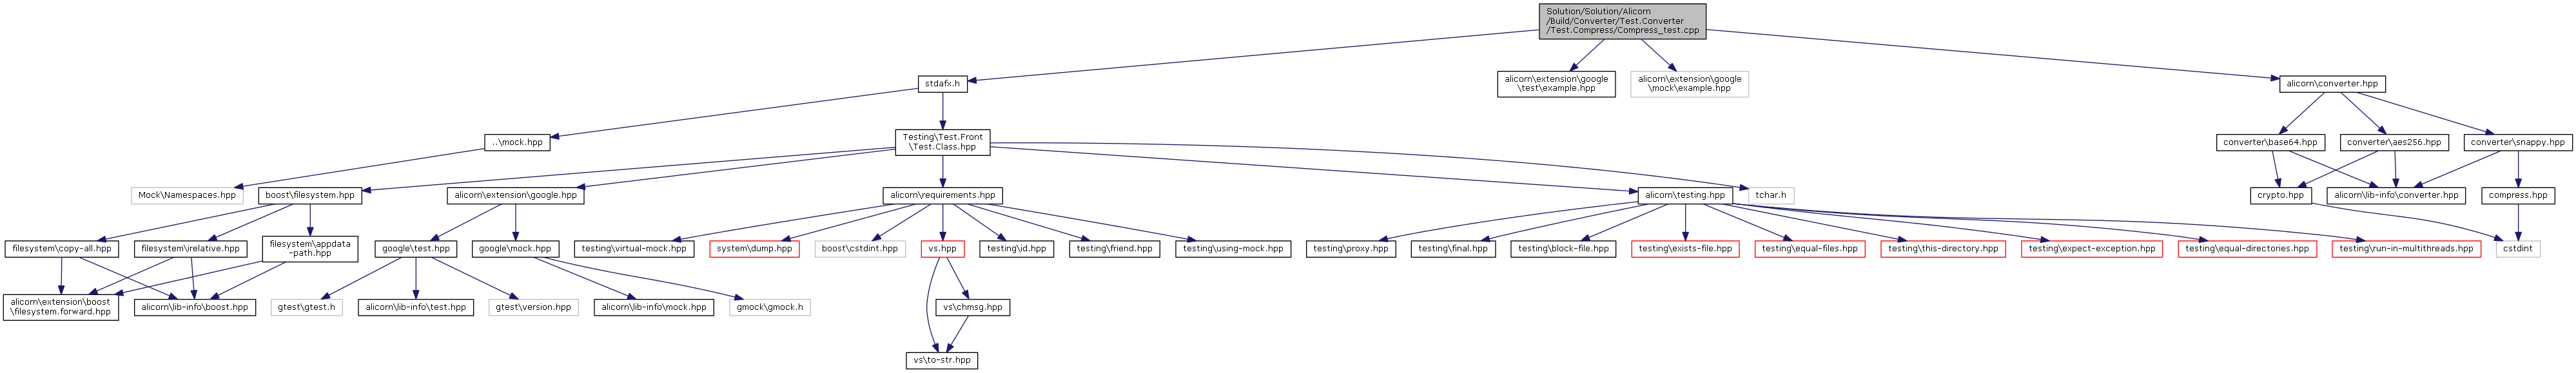 Solution/Solution/Alicorn
/Build/Converter/Test.Converter
/Test.Compress/Compress_test.cpp
stdafx.h
alicorn\extension\google
\test\example.hpp
alicorn\extension\google
\mock\example.hpp
alicorn\converter.hpp
..\mock.hpp
Testing\Test.Front
\Test.Class.hpp
converter\base64.hpp
converter\aes256.hpp
converter\snappy.hpp
Mock\Namespaces.hpp
boost\filesystem.hpp
alicorn\extension\google.hpp
alicorn\requirements.hpp
alicorn\testing.hpp
tchar.h
crypto.hpp
alicorn\lib-info\converter.hpp
compress.hpp
filesystem\copy-all.hpp
filesystem\irelative.hpp
filesystem\appdata
-path.hpp
google\test.hpp
google\mock.hpp
testing\virtual-mock.hpp
system\dump.hpp
boost\cstdint.hpp
vs.hpp
testing\id.hpp
testing\friend.hpp
testing\using-mock.hpp
testing\proxy.hpp
testing\final.hpp
testing\block-file.hpp
testing\exists-file.hpp
testing\equal-files.hpp
testing\this-directory.hpp
testing\expect-exception.hpp
testing\equal-directories.hpp
testing\run-in-multithreads.hpp
cstdint
alicorn\extension\boost
\filesystem.forward.hpp
alicorn\lib-info\boost.hpp
gtest\gtest.h
alicorn\lib-info\test.hpp
gtest\version.hpp
alicorn\lib-info\mock.hpp
gmock\gmock.h
vs\chmsg.hpp
vs\to-str.hpp